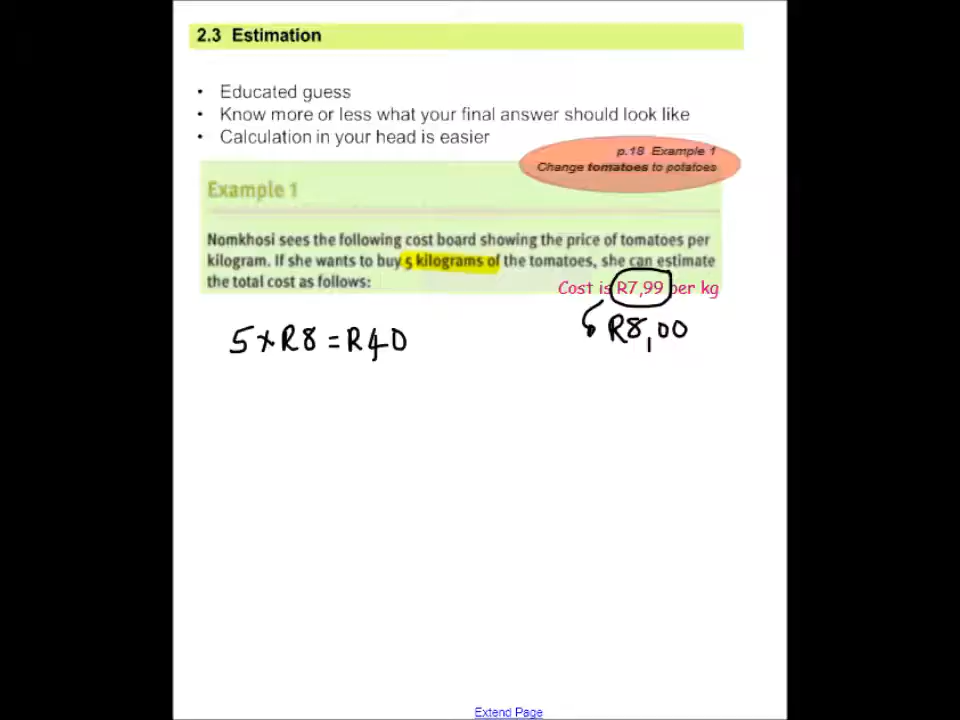 2.3 Estimation
• Educated guess
• Know more or less what your final answer should look like
• Calculation in your head is easier
p.18 Example 1
Change tomatoes to potatoes
Example 1
Nomkhosi sees the following cost board showing the price of tomatoes per
kilogram. If she wants to buy 5 kilograms of the tomatoes, she can estimate
the total cost as follows:
Cost is R7,99 per kg
5 × R8 = R40
R8,00
Extend Page